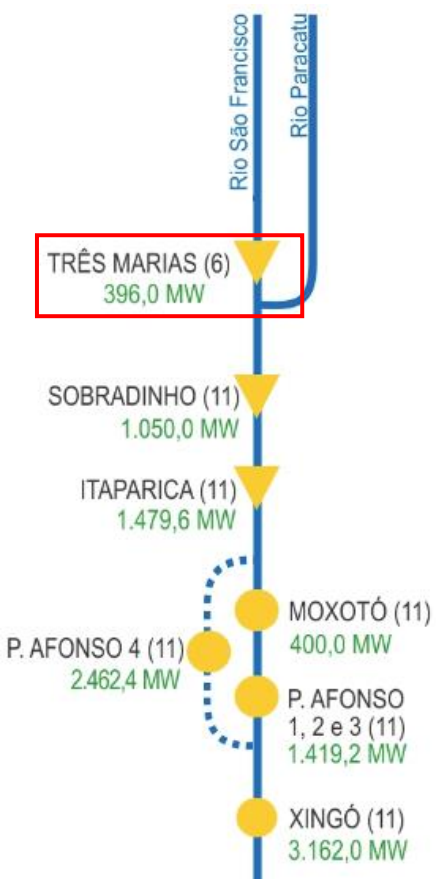 Rio São Francisco
Rio Paracatu
TRÊS MARIAS (6)
396,0 MW
SOBRADINHO (11)
1.050,0 MW
ITAPARICA (11)
1.479,6 MW
MOXOTÓ (11)
400,0 MW
P. AFONSO 4 (11)
2.462,4 MW
P. AFONSO
1, 2 e 3 (11)
1.419,2 MW
XINGÓ (11)
3.162,0 MW